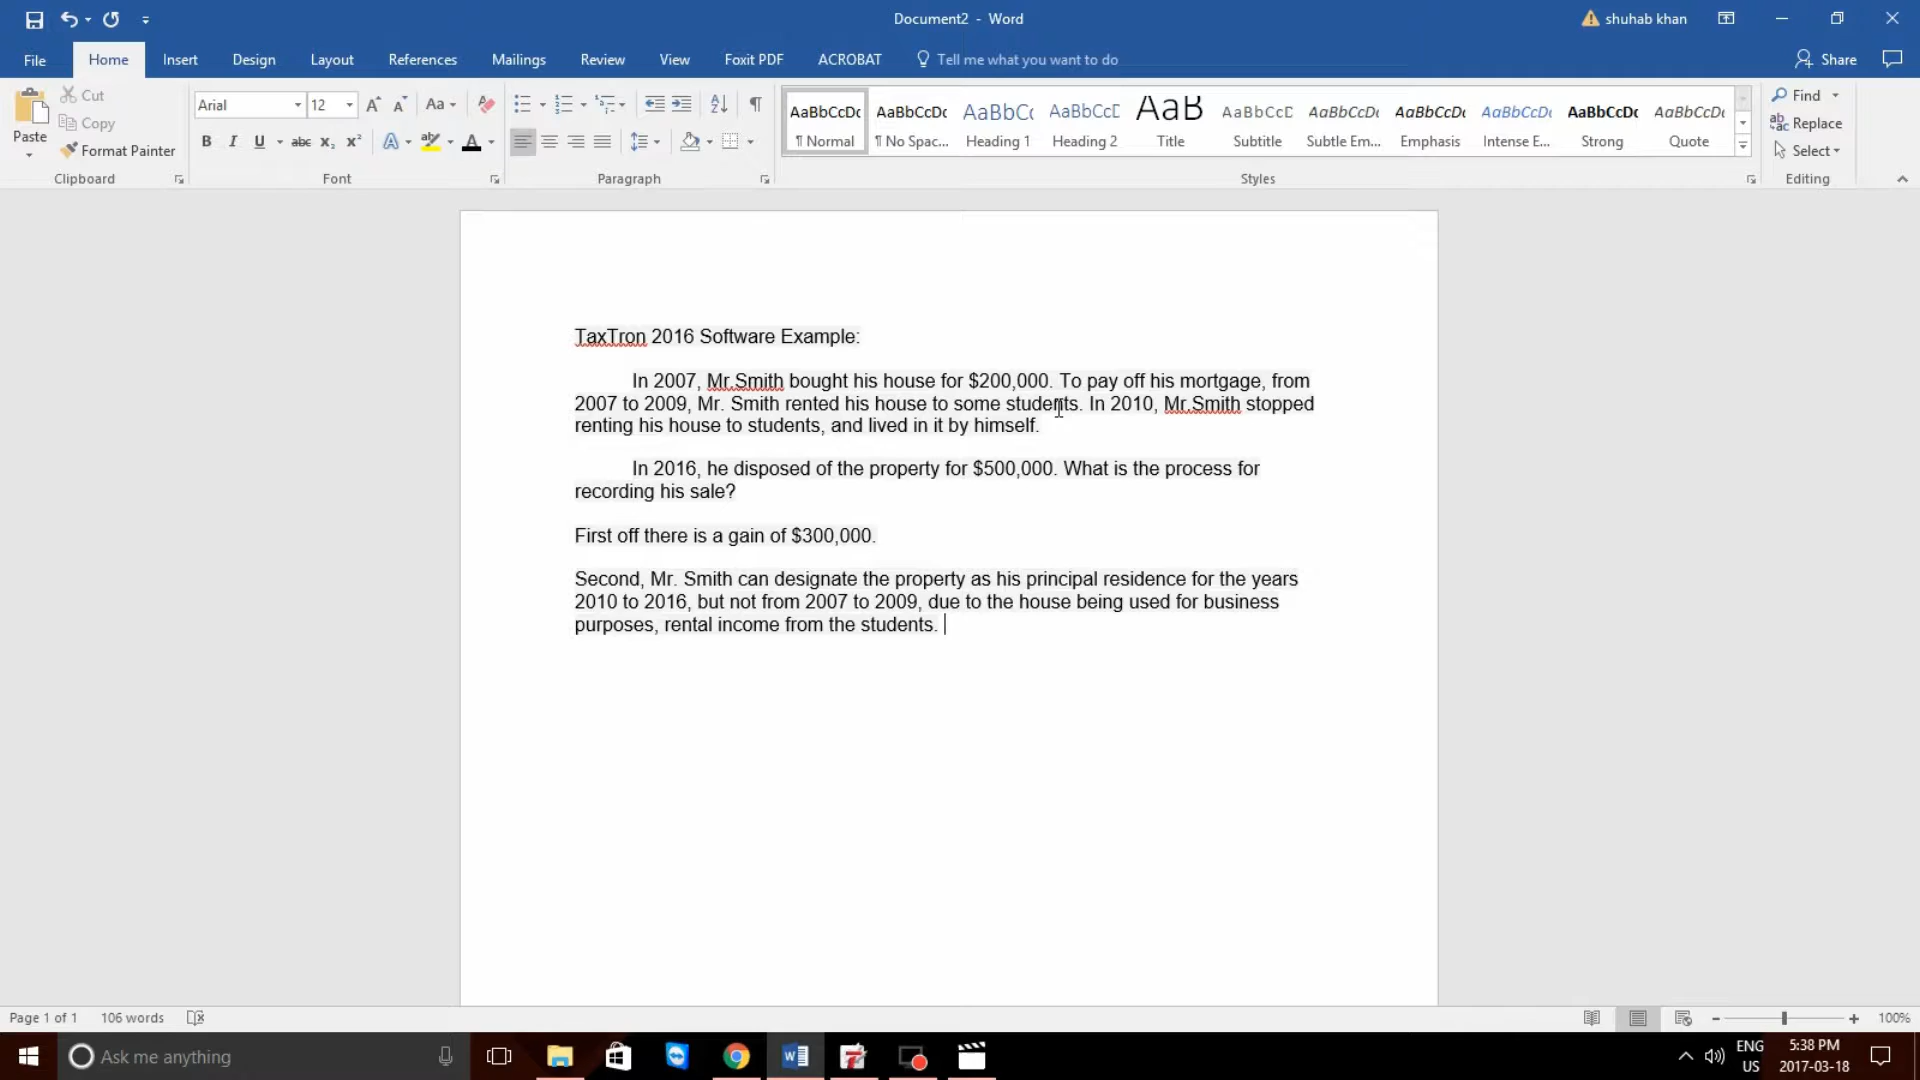 Document2 - Word
shuhab khan
File Home Insert Design Layout References Mailings Review View Foxit PDF ACROBAT Tell me what you want to do Share
Paste
Cut
Copy
Format Painter
Clipboard
Arial 12
Font
Paragraph
AaBbCcDc AaBbCcDc AaBbCc AaBbCcD AaB AaBbCcD AaBbCcDc AaBbCcDc AaBbCcDc AaBbCcDc AaBbCcDc
¶ Normal ¶ No Spac... Heading 1 Heading 2 Title Subtitle Subtle Em... Emphasis Intense E... Strong Quote
Styles
Find
Replace
Select
Editing
TaxTron 2016 Software Example:
In 2007, Mr.Smith bought his house for $200,000. To pay off his mortgage, from
2007 to 2009, Mr. Smith rented his house to some students. In 2010, Mr.Smith stopped
renting his house to students, and lived in it by himself.
In 2016, he disposed of the property for $500,000. What is the process for
recording his sale?
First off there is a gain of $300,000.
Second, Mr. Smith can designate the property as his principal residence for the years
2010 to 2016, but not from 2007 to 2009, due to the house being used for business
purposes, rental income from the students.
Page 1 of 1 106 words
100%
Ask me anything
ENG
US
5:38 PM
2017-03-18